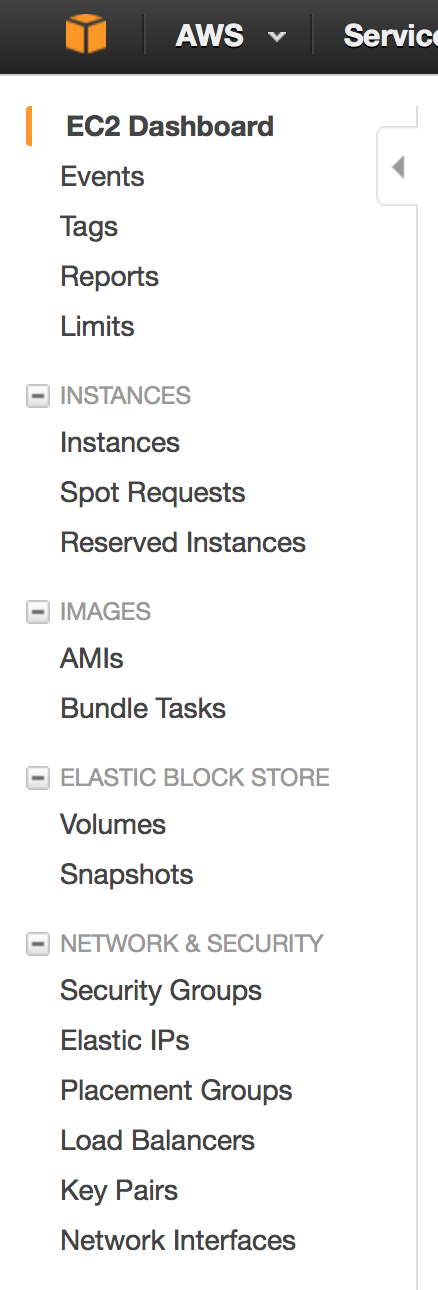 AWS Servic
EC2 Dashboard
Events
Tags
Reports
Limits
INSTANCES
Instances
Spot Requests
Reserved Instances
IMAGES
AMIs
Bundle Tasks
ELASTIC BLOCK STORE
Volumes
Snapshots
NETWORK & SECURITY
Security Groups
Elastic IPs
Placement Groups
Load Balancers
Key Pairs
Network Interfaces